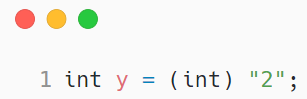 1 int y = (int) "2";